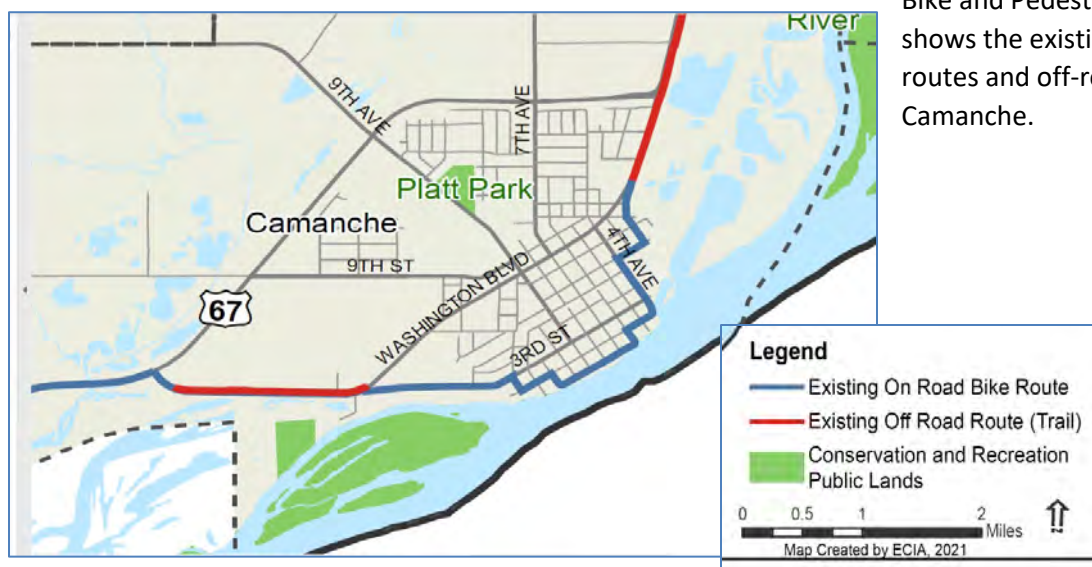 Bike and Pedest
shows the existi
routes and off-r
Camanche.
River
9TH AVE
7TH AVE
Platt Park
Camanche
4TH AVE
9TH ST
WASHINGTON BLVD
67
3RD ST
Legend
Existing On Road Bike Route
Existing Off Road Route (Trail)
Conservation and Recreation
Public Lands
0 0.5 1 2
Miles
N
Map Created by ECIA, 2021